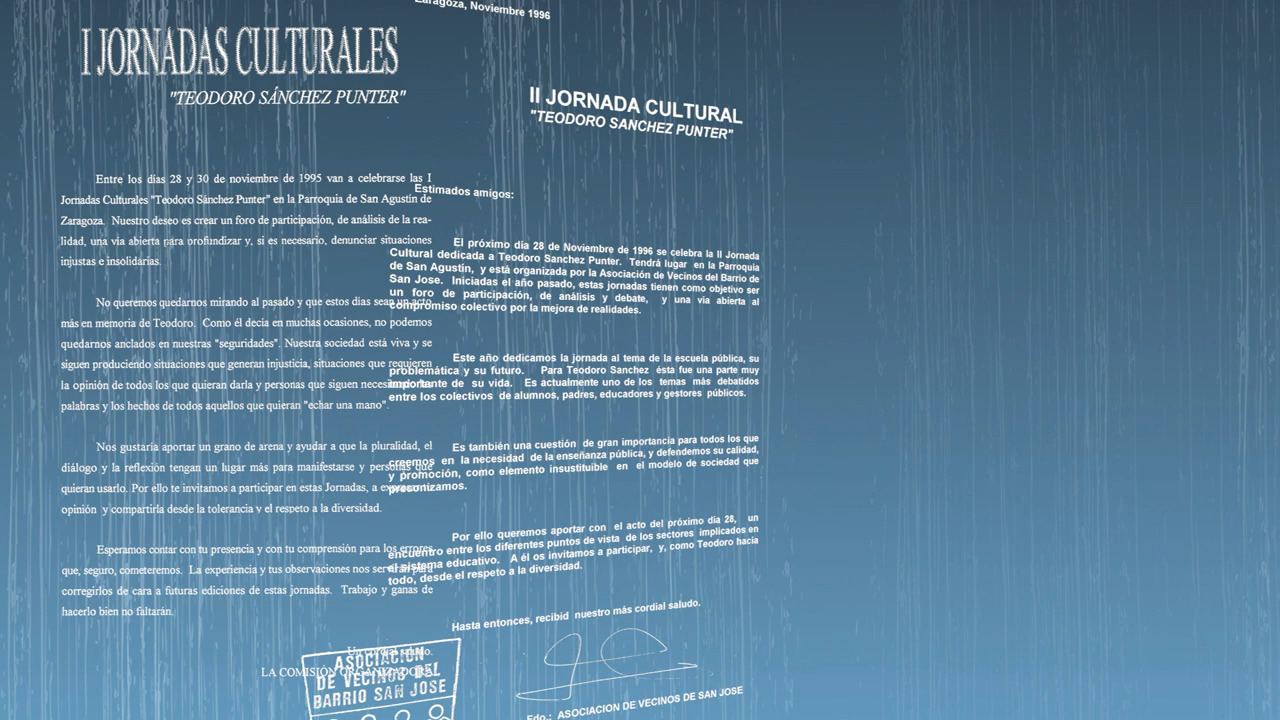 I JORNADAS CULTURALES
"TEODORO SÁNCHEZ PUNTER"
Entre los días 28 y 30 de noviembre de 1995 van a celebrarse las I
Jornadas Culturales "Teodoro Sánchez Punter" en la Parroquia de San Agustín de
Zaragoza. Nuestro deseo es crear un foro de participación, de análisis de la rea-
lidad, una vía abierta para profundizar y, si es necesario, denunciar situaciones
injustas e insolidarias.
No queremos quedarnos mirando al pasado y que estos días sean un acto
más en memoria de Teodoro. Como él decía en muchas ocasiones, no podemos
quedarnos anclados en nuestras "seguridades". Nuestra sociedad está viva y se
siguen produciendo situaciones que generan injusticia, situaciones que requieren
la opinión de todos los que quieran darla y personas que siguen
palabras y los hechos de todos aquellos que quieran "echar una mano".
Nos gustaría aportar un grano de arena y ayudar a que la pluralidad, el
diálogo y la reflexión tengan un lugar más para manifestarse y personas que
quieran usarlo. Por ello te invitamos a participar en estas Jornadas, a
opinión y compartirla desde la tolerancia y el respeto a la diversidad.
Esperamos contar con tu presencia y con tu comprensión para los errores
que, seguro, cometeremos. La experiencia y tus observaciones nos
corregirlos de cara a futuras ediciones de estas jornadas. Trabajo y ganas de
hacerlo bien no faltarán.
Un cordial saludo.
LA COMISIÓN ORGANIZADORA
ASOCIACION
DE VECINOS DEL
BARRIO SAN JOSE
Zaragoza, Noviembre 1996
II JORNADA CULTURAL
"TEODORO SANCHEZ PUNTER"
Estimados amigos:
El próximo día 28 de Noviembre de 1996 se celebra la II Jornada
Cultural dedicada a Teodoro Sanchez Punter. Tendrá lugar en la Parroquia
de San Agustín, y está organizada por la Asociación de Vecinos del Barrio de
San Jose. Iniciadas el año pasado, estas jornadas tienen como objetivo ser
un foro de participación, de análisis y debate, y una via abierta al
compromiso colectivo por la mejora de realidades.
Este año dedicamos la jornada al tema de la escuela pública, su
problemática y su futuro. Para Teodoro Sanchez ésta fue una parte muy
importante de su vida. Es actualmente uno de los temas más debatidos
entre los colectivos de alumnos, padres, educadores y gestores públicos.
Es también una cuestión de gran importancia para todos los que
creemos en la necesidad de la enseñanza pública, y defendemos su calidad,
y promoción, como elemento insustituible en el modelo de sociedad que
preconizamos.
Por ello queremos aportar con el acto del próximo día 28, un
encuentro entre los diferentes puntos de vista de los sectores implicados en
el sistema educativo. A él os invitamos a participar, y, como Teodoro hacía
todo, desde el respeto a la diversidad.
Hasta entonces, recibid nuestro más cordial saludo.
Fdo.: ASOCIACION DE VECINOS DE SAN JOSE